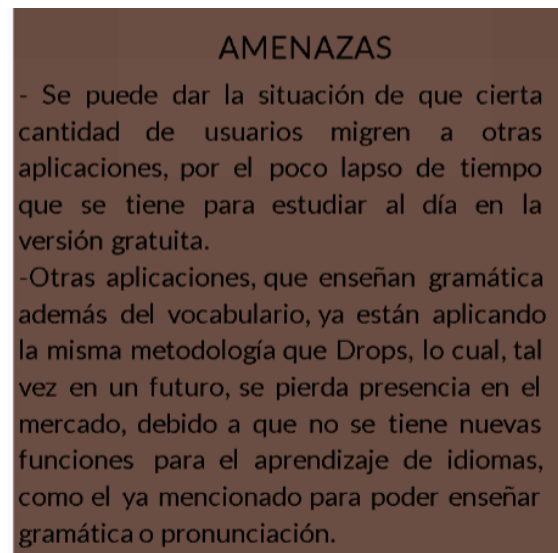 AMENAZAS
- Se puede dar la situación de que cierta
cantidad de usuarios migren a otras
aplicaciones, por el poco lapso de tiempo
que se tiene para estudiar al día en la
versión gratuita.
-Otras aplicaciones, que enseñan gramática
además del vocabulario, ya están aplicando
la misma metodología que Drops, lo cual, tal
vez en un futuro, se pierda presencia en el
mercado, debido a que no se tiene nuevas
funciones para el aprendizaje de idiomas,
como el ya mencionado para poder enseñar
gramática o pronunciación.